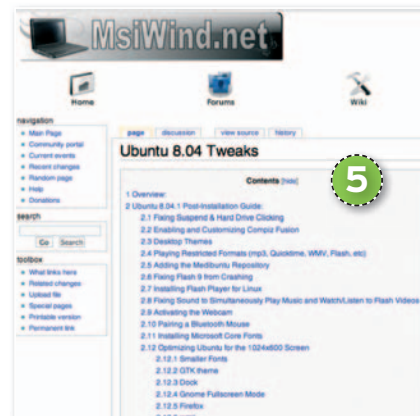 MsiWind.net
Home Forums Wiki
navigation
Main Page
Community portal
Current events
Recent changes
Random page
Help
Donations
search
Go Search
toolbox
What links here
Related changes
Upload file
Special pages
Printable version
Permanent link
page discussion view source history
Ubuntu 8.04 Tweaks
5
Contents [hide]
1 Overview:
2 Ubuntu 8.04.1 Post-Installation Guide:
2.1 Fixing Suspend & Hard Drive Clicking
2.2 Enabling and Customizing Compiz Fusion
2.3 Desktop Themes
2.4 Playing Restricted Formats (mp3, Quicktime, WMV, Flash, etc)
2.5 Adding the Medibuntu Repository
2.6 Fixing Flash 9 from Crashing
2.7 Installing Flash Player for Linux
2.8 Fixing Sound to Simultaneously Play Music and Watch/Listen to Flash Videos
2.9 Activating the Webcam
2.10 Pairing a Bluetooth Mouse
2.11 Installing Microsoft Core Fonts
2.12 Optimizing Ubuntu for the 1024x600 Screen
2.12.1 Smaller Fonts
2.12.2 GTK theme
2.12.3 Dock
2.12.4 Gnome Fullscreen Mode
2.12.5 Firefox